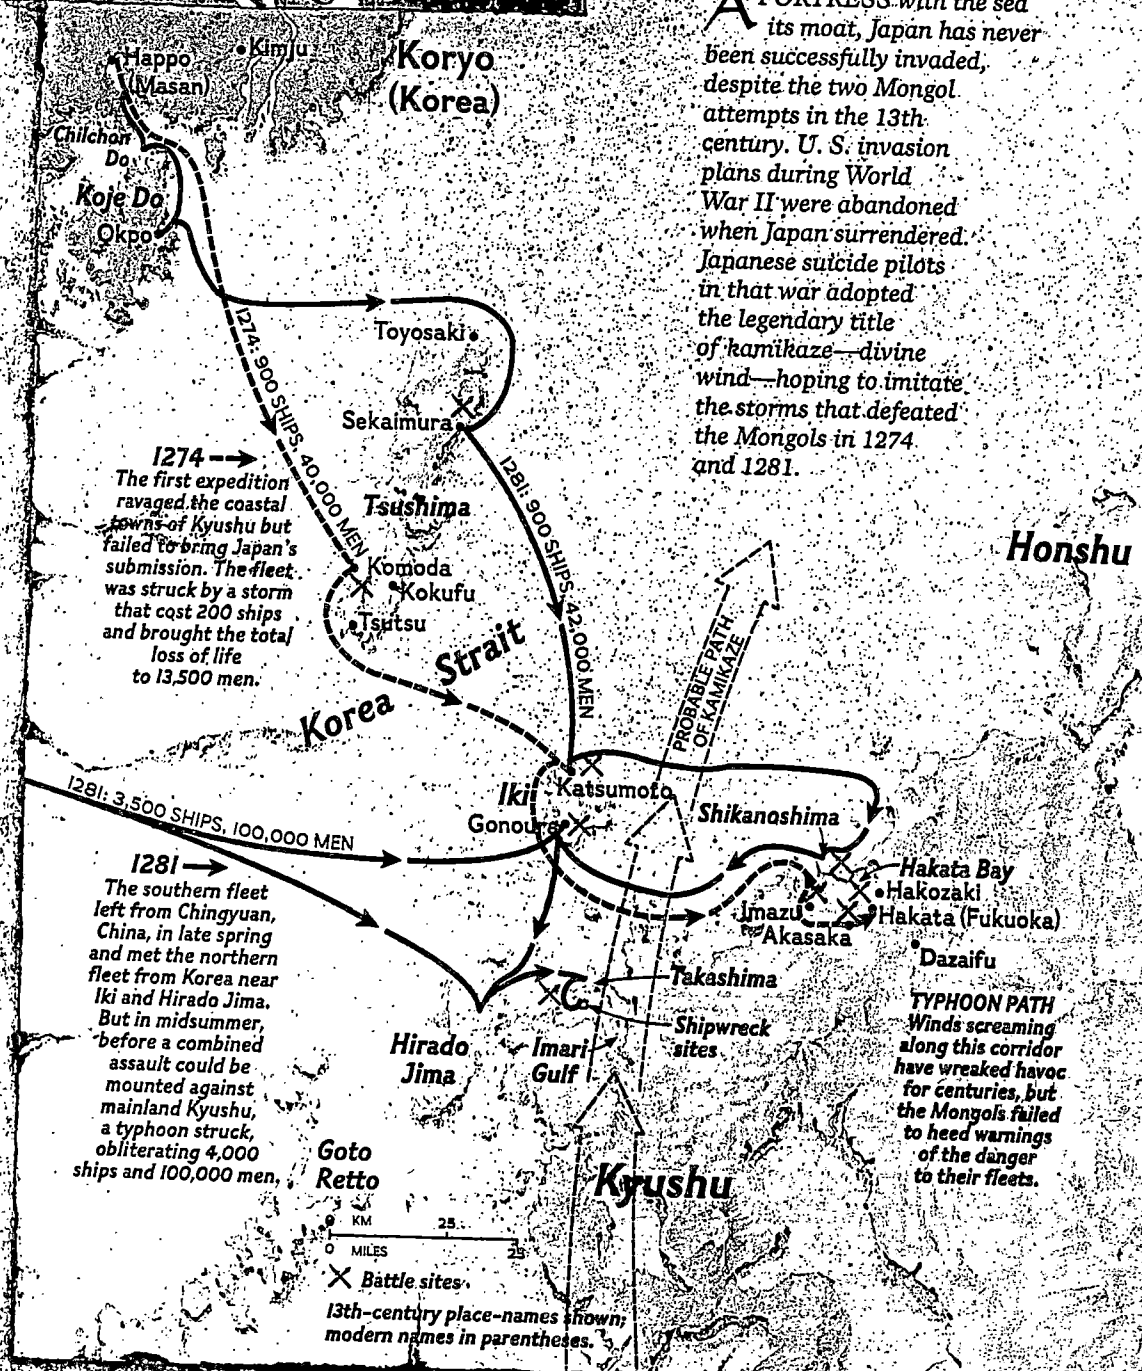 A FORTRESS with the sea
its moat, Japan has never
been successfully invaded,
despite the two Mongol
attempts in the 13th
century. U. S. invasion
plans during World
War II were abandoned
when Japan surrendered.
Japanese suicide pilots
in that war adopted
the legendary title
of kamikaze—divine
wind—hoping to imitate
the storms that defeated
the Mongols in 1274
and 1281.
Happo
(Masan)
Kimju
Koryo
(Korea)
Chilchon
Do
Koje Do
Okpo
Toyosaki
Sekaimura
1274: 900 SHIPS, 40,000 MEN
1274
The first expedition
ravaged the coastal
towns of Kyushu but
failed to bring Japan's
submission. The fleet
was struck by a storm
that cost 200 ships
and brought the total
loss of life
to 13,500 men.
Tsushima
1281: 900 SHIPS, 42,000 MEN
Komoda
Kokufu
Tsutsu
Korea Strait
Honshu
PROBABLE PATH
OF KAMIKAZE
Iki
Katsumoto
Gonoura
Shikanoshima
1281: 3,500 SHIPS, 100,000 MEN
1281
The southern fleet
left from Chingyuan,
China, in late spring
and met the northern
fleet from Korea near
Iki and Hirado Jima.
But in midsummer,
before a combined
assault could be
mounted against
mainland Kyushu,
a typhoon struck,
obliterating 4,000
ships and 100,000 men.
Hakata Bay
Hakozaki
Imazu
Hakata (Fukuoka)
Akasaka
Dazaifu
Takashima
Shipwreck
sites
Hirado
Jima
Imari
Gulf
TYPHOON PATH
Winds screaming
along this corridor
have wreaked havoc
for centuries, but
the Mongols failed
to heed warnings
of the danger
to their fleets.
Goto
Retto
Kyushu
0 KM 25
0 MILES 25
Battle sites
13th-century place-names shown;
modern names in parentheses.